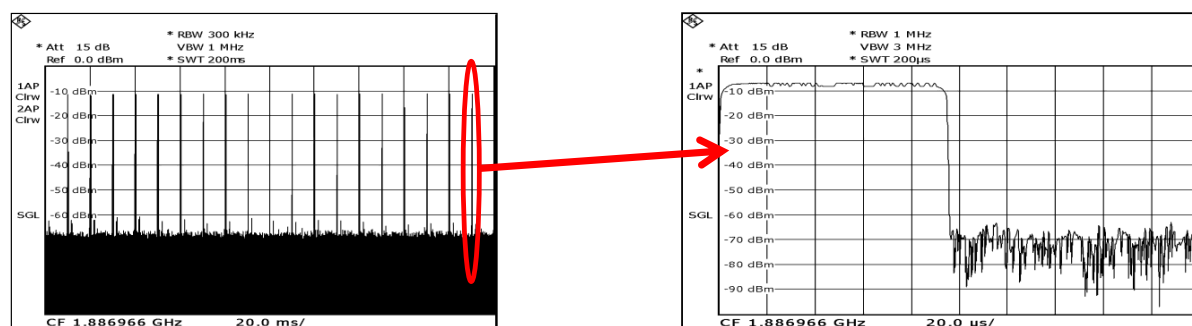 * RBW 300 kHz
* Att 15 dB VBW 1 MHz
Ref 0.0 dBm * SWT 200ms
1AP
Clrw
2AP
Clrw
SGL
-10 dBm
-20 dBm
-30 dBm
-40 dBm
-50 dBm
-60 dBm
CF 1.886966 GHz 20.0 ms/
* RBW 1 MHz
* Att 15 dB VBW 3 MHz
Ref 0.0 dBm * SWT 200µs
*
1AP
Clrw
SGL
-10 dBm
-20 dBm
-30 dBm
-40 dBm
-50 dBm
-60 dBm
-70 dBm
-80 dBm
-90 dBm
CF 1.886966 GHz 20.0 µs/